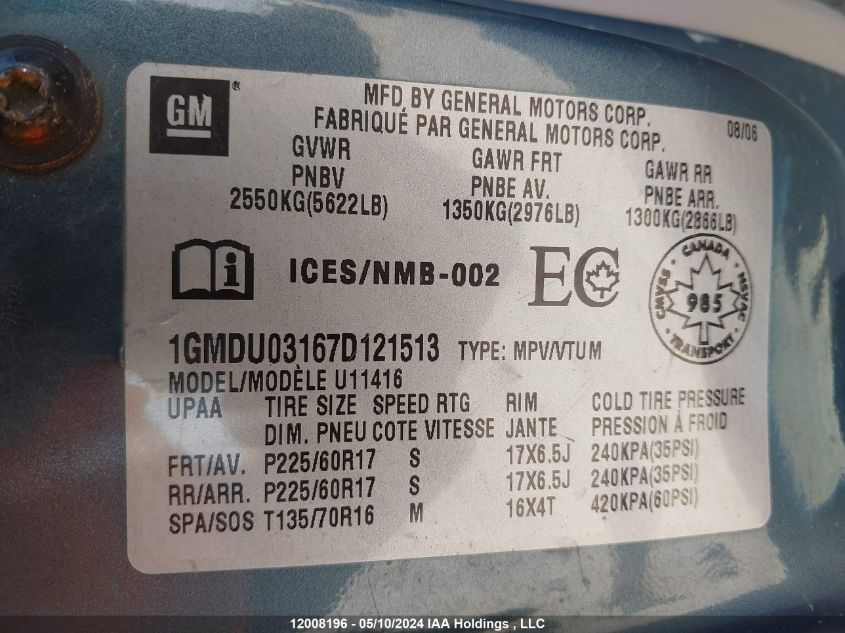 GM®
MFD BY GENERAL MOTORS CORP.
FABRIQUÉ PAR GENERAL MOTORS CORP.
08/06
GVWR GAWR FRT GAWR RR
PNBV PNBE AV. PNBE ARR.
2550KG(5622LB) 1350KG(2976LB) 1300KG(2866LB)
i ICES/NMB-002 EC
CANADA
CMVSS 985 NSVAC
TRANSPORT
1GMDU03167D121513 TYPE: MPV/VTUM
MODEL/MODÈLE U11416
UPAA TIRE SIZE SPEED RTG RIM COLD TIRE PRESSURE
DIM. PNEU COTE VITESSE JANTE PRESSION À FROID
FRT/AV. P225/60R17 S 17X6.5J 240KPA(35PSI)
RR/ARR. P225/60R17 S 17X6.5J 240KPA(35PSI)
SPA/SOS T135/70R16 M 16X4T 420KPA(60PSI)
12008196 - 05/10/2024 IAA Holdings , LLC